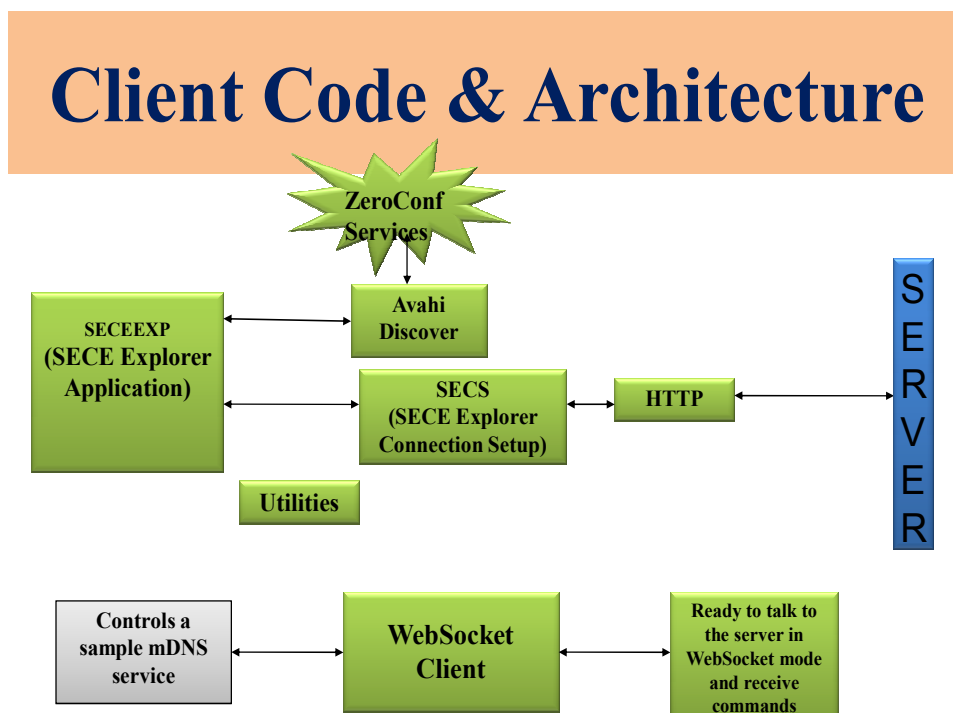 Client Code & Architecture
ZeroConf
Services
Avahi
Discover
SECEEXP
(SECE Explorer
Application)
SECS
(SECE Explorer
Connection Setup)
HTTP
S
E
R
V
E
R
Utilities
Controls a
sample mDNS
service
WebSocket
Client
Ready to talk to
the server in
WebSocket mode
and receive
commands